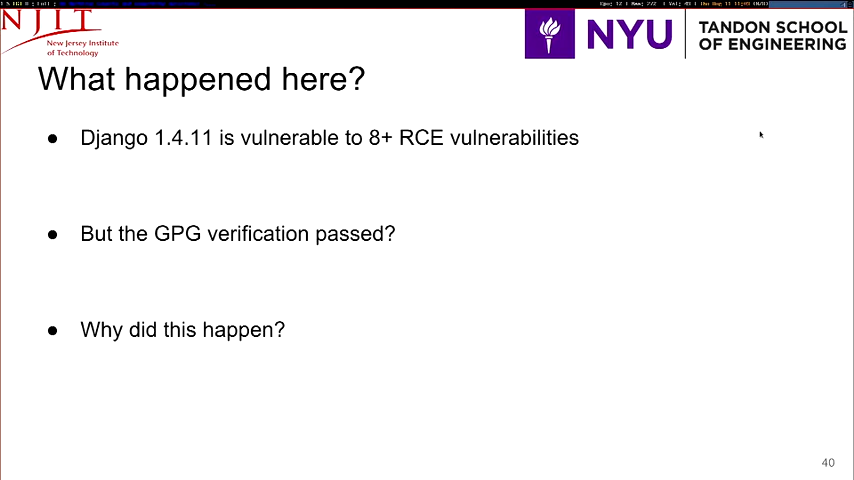 NJIT
New Jersey Institute
of Technology
NYU
TANDON SCHOOL
OF ENGINEERING
What happened here?
● Django 1.4.11 is vulnerable to 8+ RCE vulnerabilities
● But the GPG verification passed?
● Why did this happen?
40